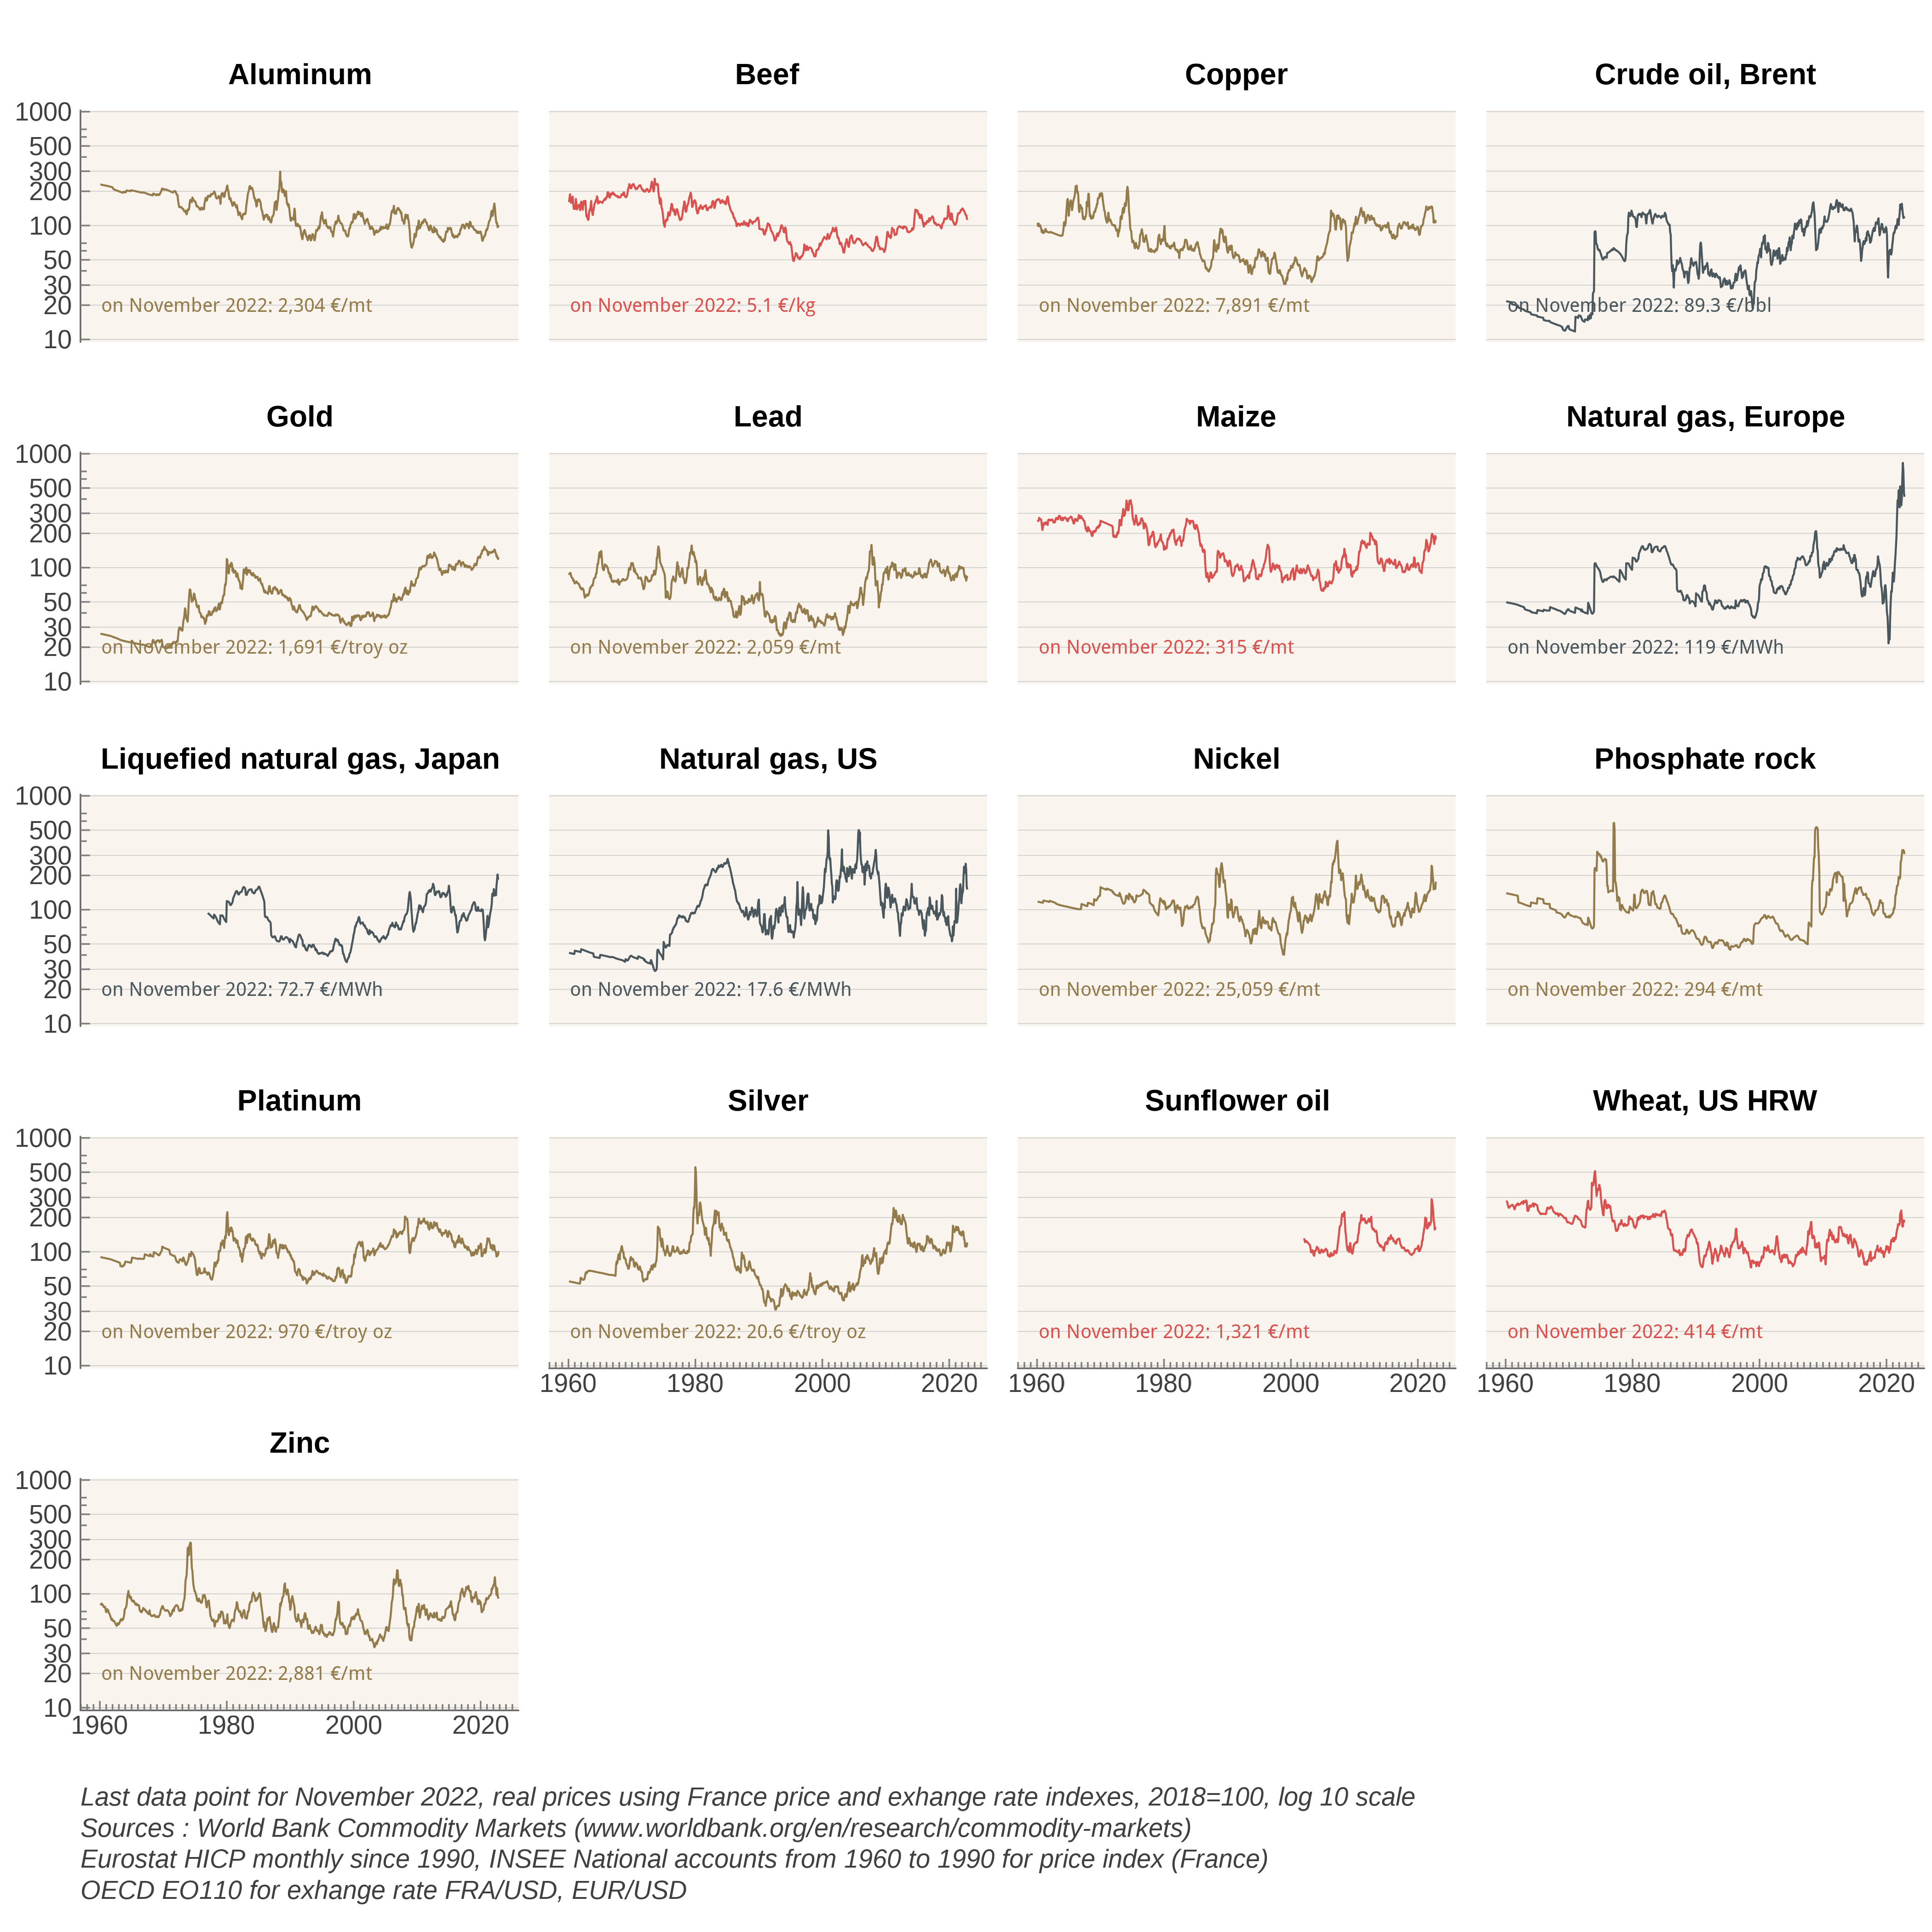 Aluminum
Beef
Copper
Crude oil, Brent
1000
500
300
200
100
50
30
20
10
on November 2022: 2,304 €/mt
on November 2022: 5.1 €/kg
on November 2022: 7,891 €/mt
on November 2022: 89.3 €/bbl
Gold
Lead
Maize
Natural gas, Europe
1000
500
300
200
100
50
30
20
10
on November 2022: 1,691 €/troy oz
on November 2022: 2,059 €/mt
on November 2022: 315 €/mt
on November 2022: 119 €/MWh
Liquefied natural gas, Japan
Natural gas, US
Nickel
Phosphate rock
1000
500
300
200
100
50
30
20
10
on November 2022: 72.7 €/MWh
on November 2022: 17.6 €/MWh
on November 2022: 25,059 €/mt
on November 2022: 294 €/mt
Platinum
Silver
Sunflower oil
Wheat, US HRW
1000
500
300
200
100
50
30
20
10
on November 2022: 970 €/troy oz
on November 2022: 20.6 €/troy oz
on November 2022: 1,321 €/mt
on November 2022: 414 €/mt
1960 1980 2000 2020
1960 1980 2000 2020
1960 1980 2000 2020
Zinc
1000
500
300
200
100
50
30
20
10
on November 2022: 2,881 €/mt
1960 1980 2000 2020
Last data point for November 2022, real prices using France price and exhange rate indexes, 2018=100, log 10 scale
Sources : World Bank Commodity Markets (www.worldbank.org/en/research/commodity-markets)
Eurostat HICP monthly since 1990, INSEE National accounts from 1960 to 1990 for price index (France)
OECD EO110 for exhange rate FRA/USD, EUR/USD